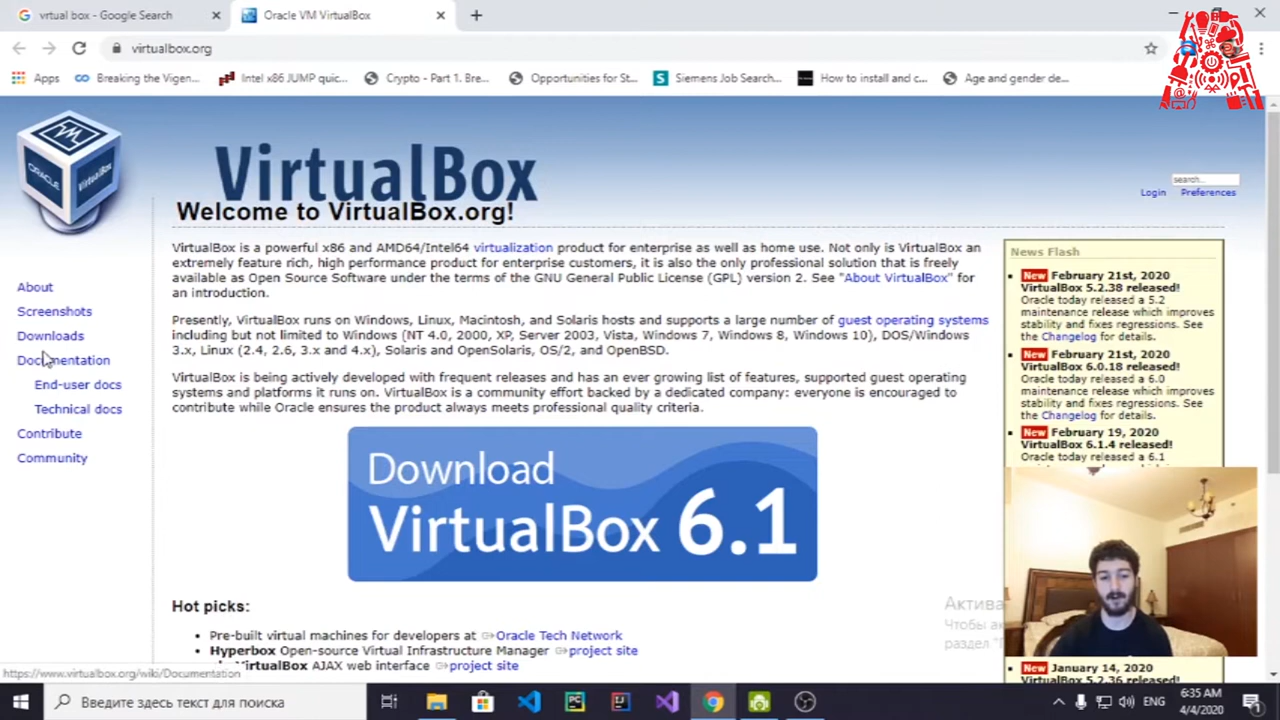 vrtual box - Google Search
Oracle VM VirtualBox
virtualbox.org
Apps
Breaking the Vigen...
Intel x86 JUMP quic...
Crypto - Part 1. Bre...
Opportunities for St...
Siemens Job Search...
How to install and c...
Age and gender de...
ORACLE
VirtualBox
VirtualBox
search...
Login Preferences
Welcome to VirtualBox.org!
About
Screenshots
Downloads
Documentation
End-user docs
Technical docs
Contribute
Community
VirtualBox is a powerful x86 and AMD64/Intel64 virtualization product for enterprise as well as home use. Not only is VirtualBox an
extremely feature rich, high performance product for enterprise customers, it is also the only professional solution that is freely
available as Open Source Software under the terms of the GNU General Public License (GPL) version 2. See "About VirtualBox" for
an introduction.
Presently, VirtualBox runs on Windows, Linux, Macintosh, and Solaris hosts and supports a large number of guest operating systems
including but not limited to Windows (NT 4.0, 2000, XP, Server 2003, Vista, Windows 7, Windows 8, Windows 10), DOS/Windows
3.x, Linux (2.4, 2.6, 3.x and 4.x), Solaris and OpenSolaris, OS/2, and OpenBSD.
VirtualBox is being actively developed with frequent releases and has an ever growing list of features, supported guest operating
systems and platforms it runs on. VirtualBox is a community effort backed by a dedicated company: everyone is encouraged to
contribute while Oracle ensures the product always meets professional quality criteria.
Download
VirtualBox 6.1
Hot picks:
Pre-built virtual machines for developers at Oracle Tech Network
Hyperbox Open-source Virtual Infrastructure Manager project site
VirtualBox AJAX web interface project site
News Flash
New February 21st, 2020
VirtualBox 5.2.38 released!
Oracle today released a 5.2
maintenance release which improves
stability and fixes regressions. See
the Changelog for details.
New February 21st, 2020
VirtualBox 6.0.18 released!
Oracle today released a 6.0
maintenance release which improves
stability and fixes regressions. See
the Changelog for details.
New February 19, 2020
VirtualBox 6.1.4 released!
Oracle today released a 6.1
Актива
Чтобы ак
раздел "П
New January 14, 2020
VirtualBox 5.2.36 released!
https://www.virtualbox.org/wiki/Documentation
Введите здесь текст для поиска
ENG
6:35 AM
4/4/2020
1